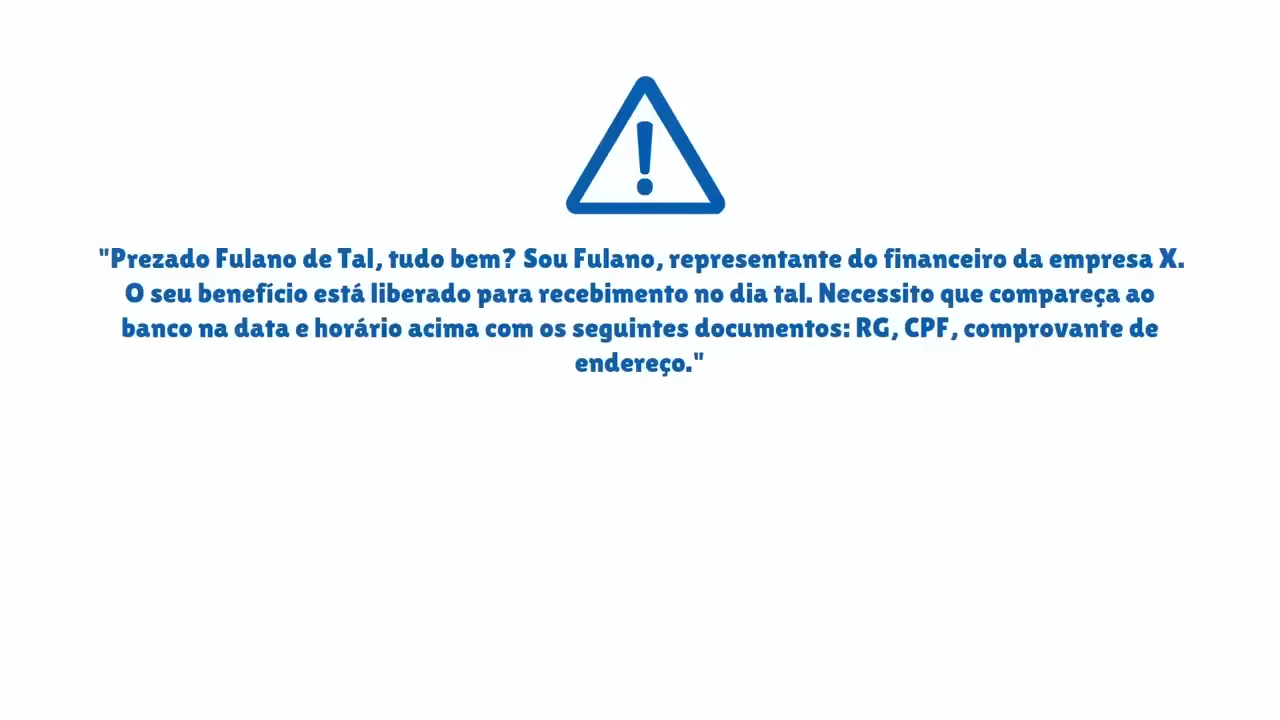 "Prezado Fulano de Tal, tudo bem? Sou Fulano, representante do financeiro da empresa X.
O seu benefício está liberado para recebimento no dia tal. Necessito que compareça ao
banco na data e horário acima com os seguintes documentos: RG, CPF, comprovante de
endereço."